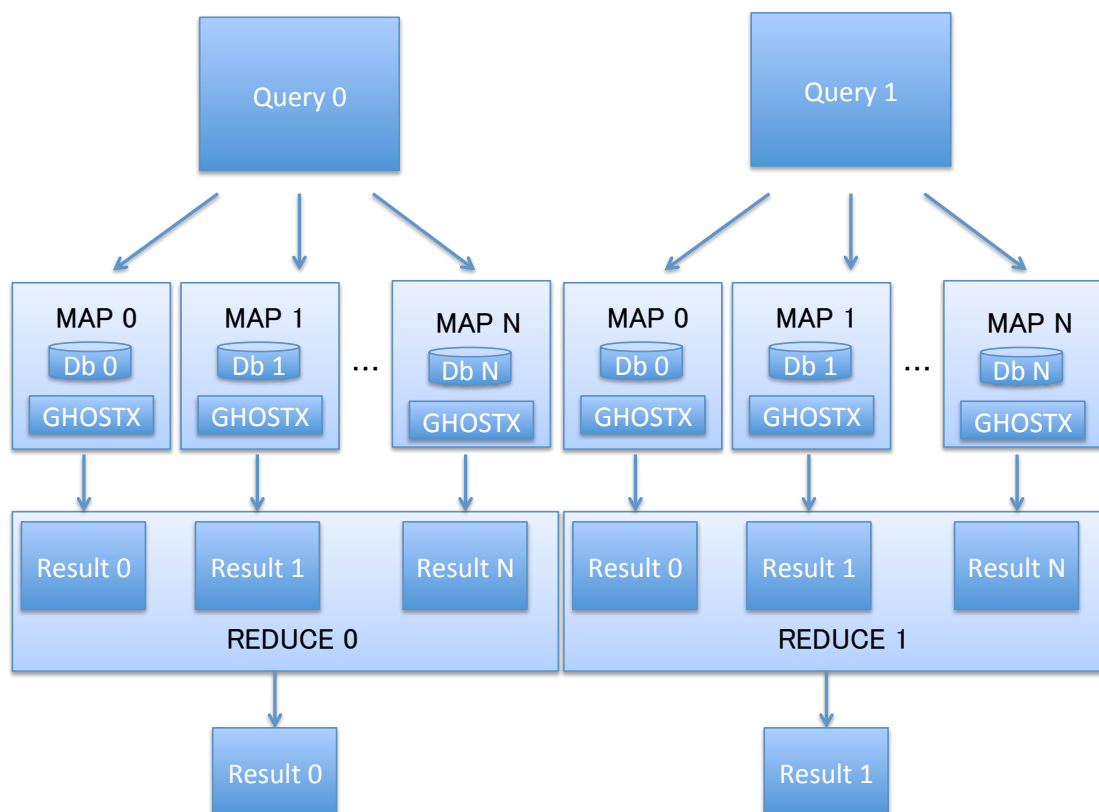 Query 0
Query 1
MAP 0
MAP 1
MAP N
MAP 0
MAP 1
MAP N
Db 0
Db 1
...
Db N
Db 0
Db 1
...
Db N
GHOSTX
GHOSTX
GHOSTX
GHOSTX
GHOSTX
GHOSTX
Result 0
Result 1
Result N
Result 0
Result 1
Result N
REDUCE 0
REDUCE 1
Result 0
Result 1